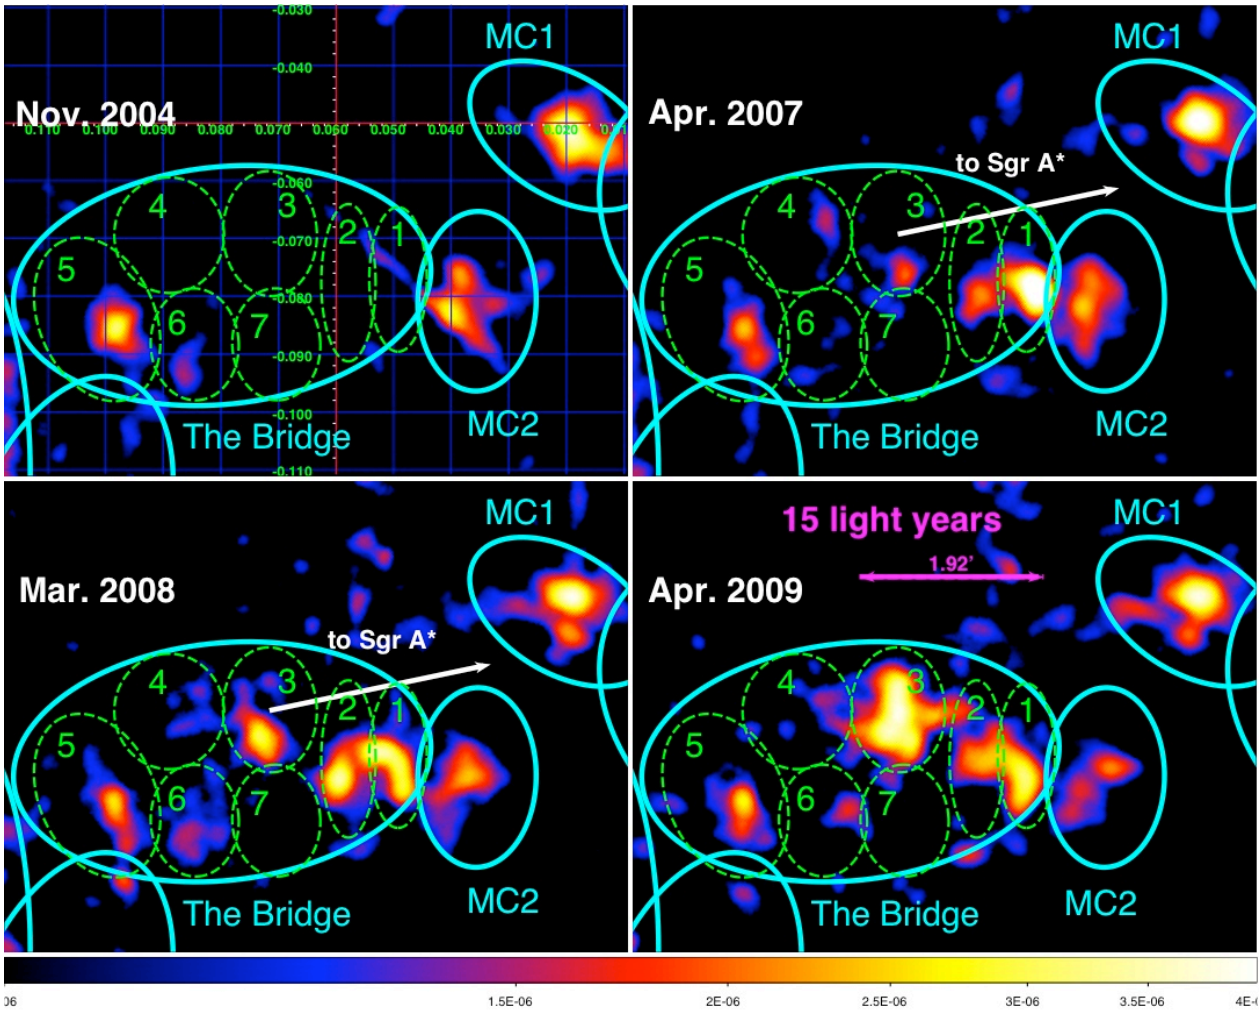 -0.030
MC1
-0.040
Nov. 2004
0.110 0.100 0.090 0.080 0.070 0.060 0.050 0.040 0.030 0.020
-0.060
4
3
2
1
-0.070
5
-0.080
6
7
-0.090
-0.100
The Bridge
MC2
-0.110
MC1
Apr. 2007
to Sgr A*
4
3
2
1
5
6
7
The Bridge
MC2
MC1
Mar. 2008
to Sgr A*
4
3
2
1
5
6
7
The Bridge
MC2
15 light years
MC1
1.92'
Apr. 2009
4
3
2
1
5
6
7
The Bridge
MC2
06 1.5E-06 2E-06 2.5E-06 3E-06 3.5E-06 4E-